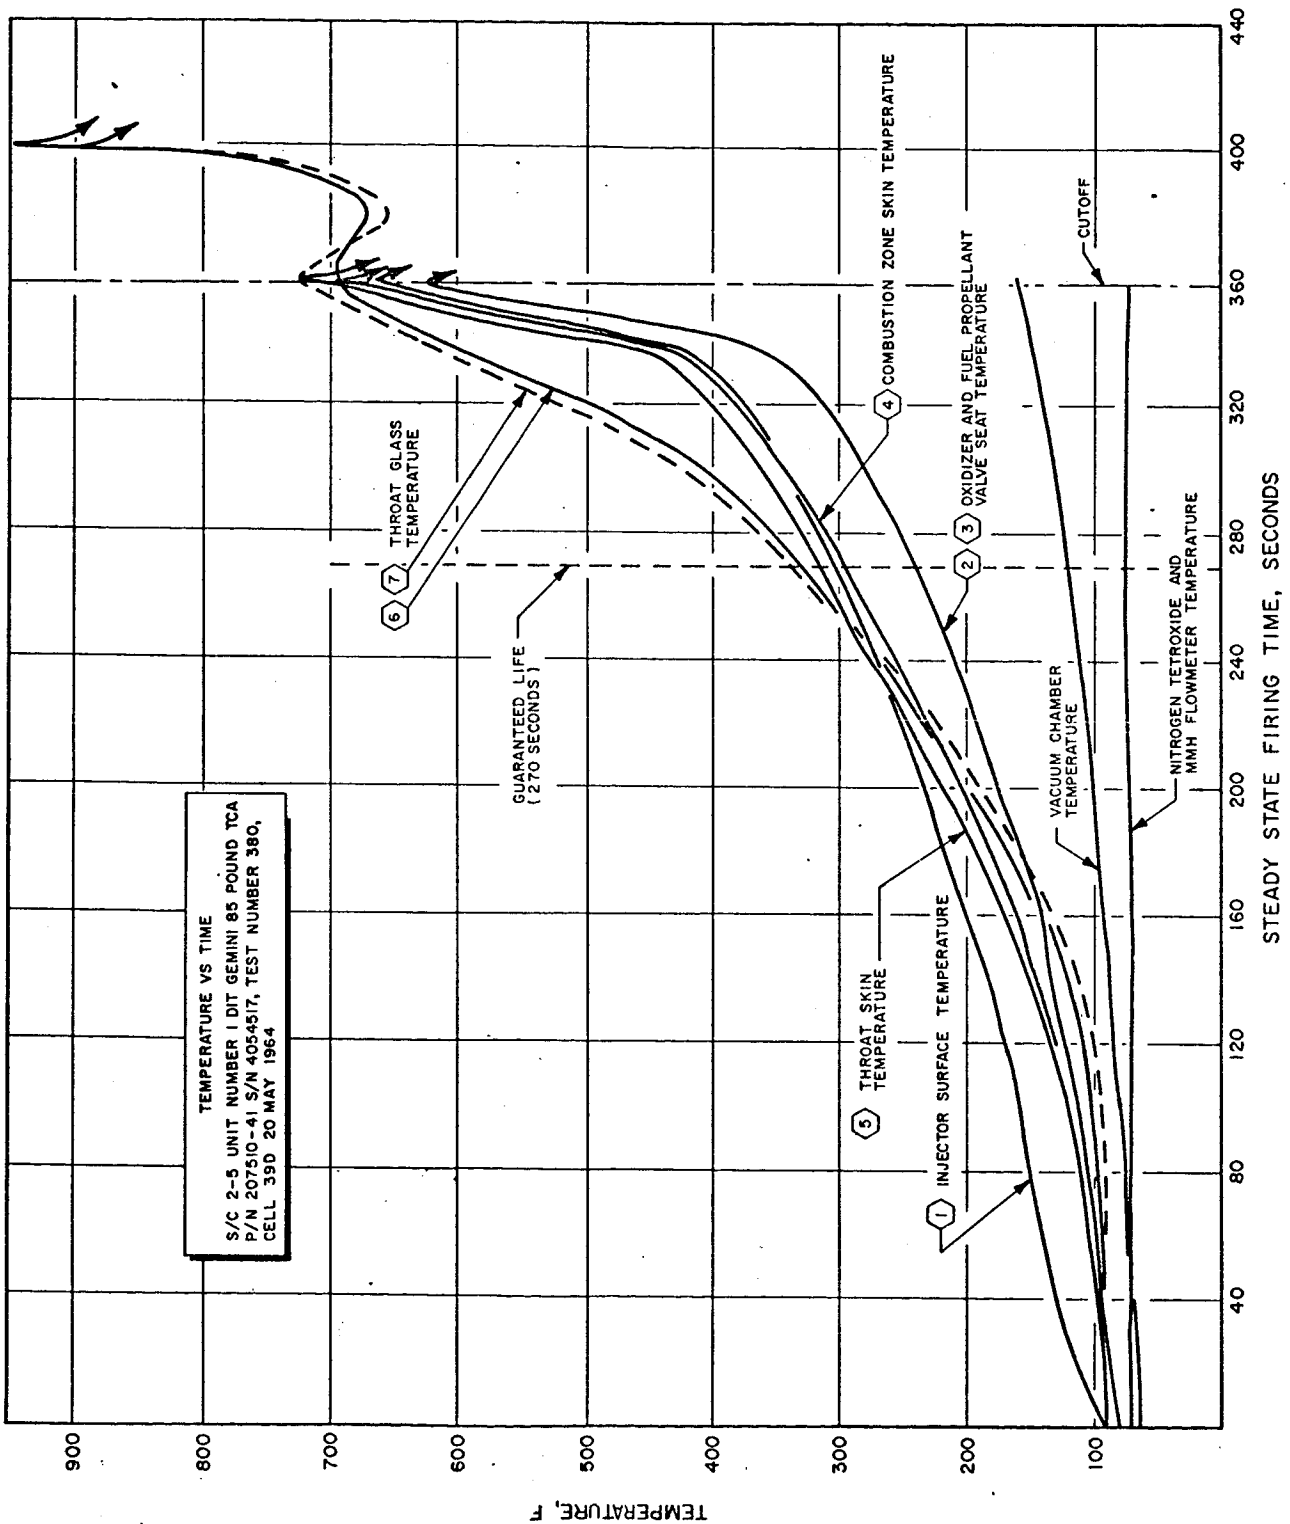 TEMPERATURE VS TIME
S/C 2-5 UNIT NUMBER 1 DIT GEMINI 85 POUND TCA
P/N 207510-41 S/N 4054517, TEST NUMBER 380,
CELL 39D 20 MAY 1964
TEMPERATURE, F
900
800
700
600
500
400
300
200
100
GUARANTEED LIFE
(270 SECONDS)
6 7 THROAT GLASS
TEMPERATURE
5 THROAT SKIN
TEMPERATURE
1 INJECTOR SURFACE TEMPERATURE
4 COMBUSTION ZONE SKIN TEMPERATURE
2 3 OXIDIZER AND FUEL PROPELLANT
VALVE SEAT TEMPERATURE
VACUUM CHAMBER
TEMPERATURE
NITROGEN TETROXIDE AND
MMH FLOWMETER TEMPERATURE
CUTOFF
40
80
120
160
200
240
280
320
360
400
440
STEADY STATE FIRING TIME, SECONDS